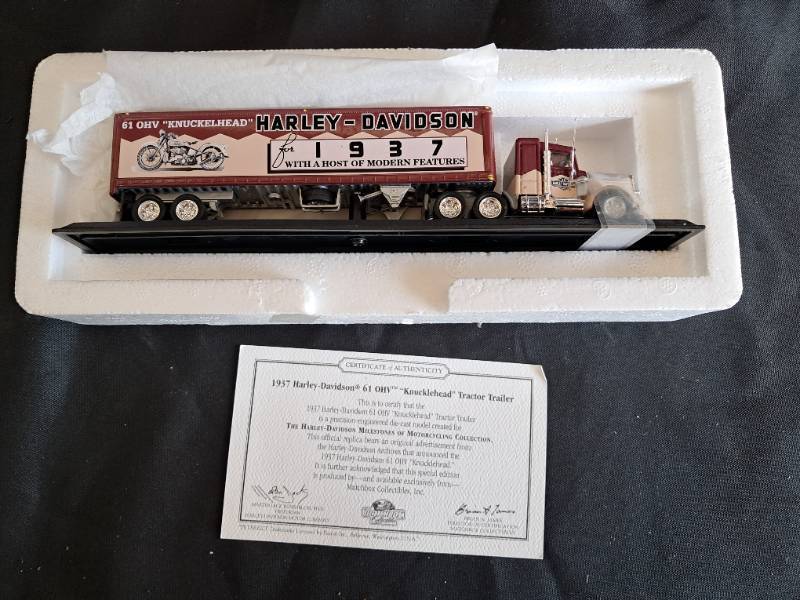 61 OHV "KNUCKELHEAD" HARLEY-DAVIDSON
for 1937
WITH A HOST OF MODERN FEATURES
CERTIFICATE of AUTHENTICITY
1937 Harley-Davidson® 61 OHV™ "Knucklehead" Tractor Trailer
This is to certify that the
1937 Harley-Davidson 61 OHV "Knucklehead" Tractor Trailer
is a precision engineered die-cast model created for
THE HARLEY-DAVIDSON MILESTONES OF MOTORCYCLING COLLECTION.
This official replica bears an original advertisement from
the Harley-Davidson Archives that announced the
1937 Harley-Davidson 61 OHV "Knucklehead."
It is further acknowledged that this special edition
is produced by—and available exclusively from—
Matchbox Collectibles, Inc.